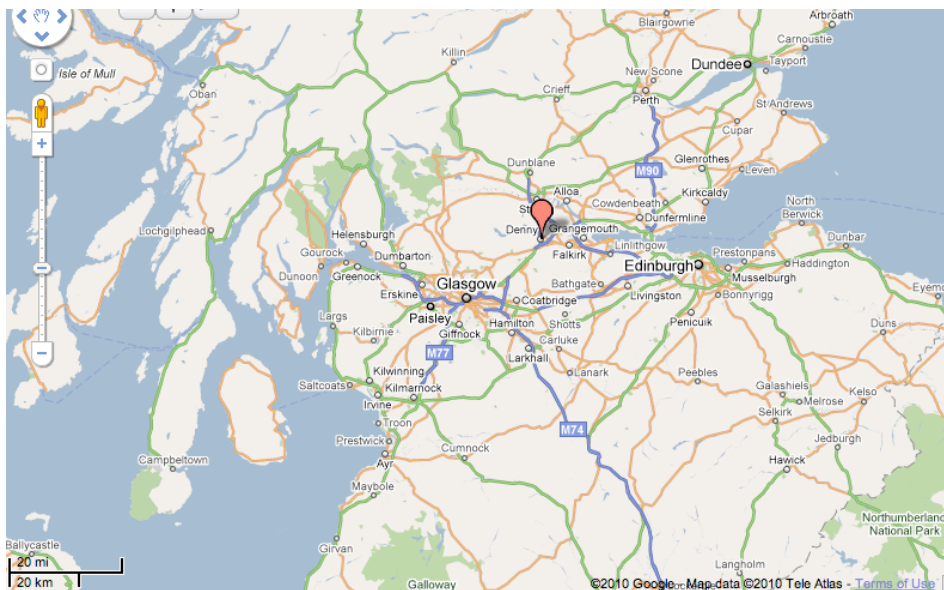 Blairgowrie
Arbroath
Isle of Mull
Killin
Carnoustie
Dundee
Tayport
New Scone
Oban
Crieff
Perth
St Andrews
Cupar
Dunblane
Glenrothes
M90
Leven
Alloa
Kirkcaldy
St
Cowdenbeath
North
Berwick
Dunfermline
Lochgilphead
Denny
Grangemouth
Helensburgh
Linlithgow
Dunbar
Gourock
Dumbarton
Falkirk
Prestonpans
Edinburgh
Haddington
Dunoon
Greenock
Musselburgh
Glasgow
Bathgate
Erskine
Livingston
Bonnyrigg
Eyemo
Coatbridge
Paisley
Largs
Penicuik
Kilbirnie
Giffnock
Hamilton
Shotts
Duns
Carluke
M77
Larkhall
Kilwinning
Lanark
Peebles
Saltcoats
Kilmarnock
Galashiels
Kelso
Irvine
Melrose
Selkirk
Troon
M74
Prestwick
Jedburgh
Cumnock
Ayr
Hawick
Campbeltown
Maybole
Northumberland
National Park
Ballycastle
Girvan
20 mi
Langholm
20 km
Galloway
©2010 Google - Map data ©2010 Tele Atlas - Terms of Use